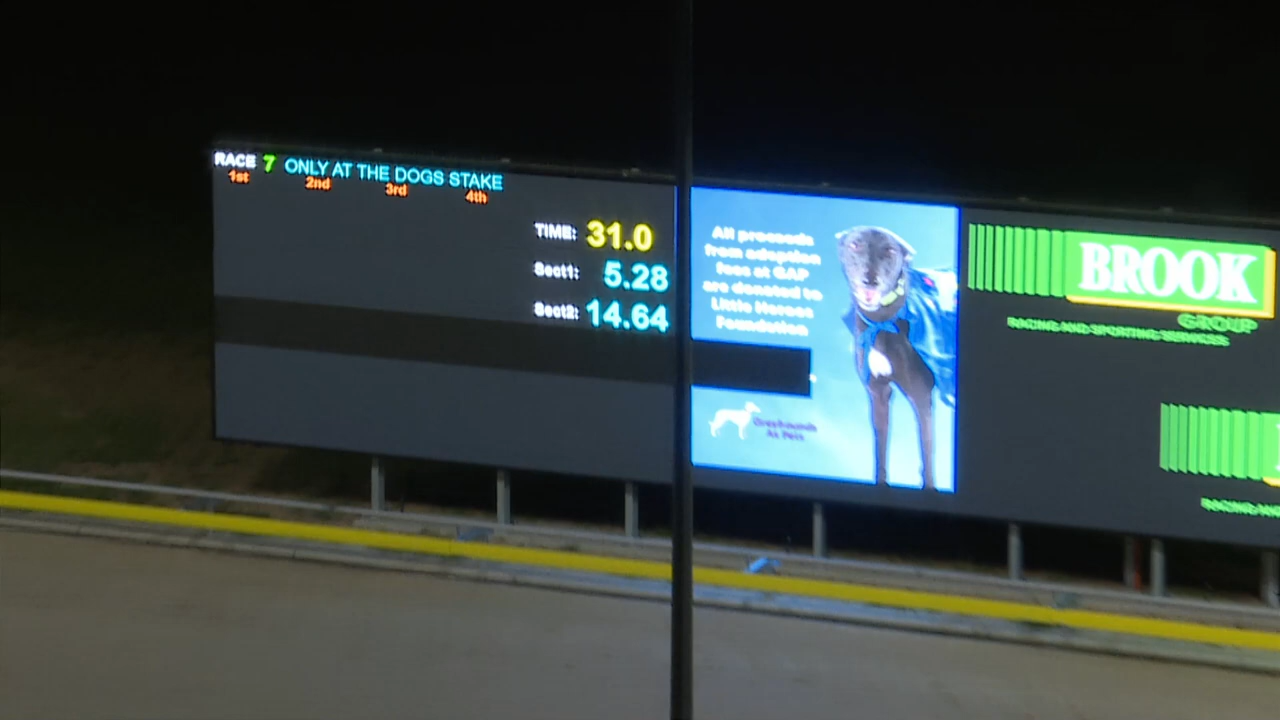 RACE 7 ONLY AT THE DOGS STAKE
1st 2nd 3rd 4th
TIME: 31.0
Sect1: 5.28
Sect2: 14.64
All proceeds
from adoption
fees at GAP
are donated to
Little Heroes
Foundation
Greyhounds
As Pets
BROOK
GROUP
RACING AND SPORTING SERVICES
RACING AND